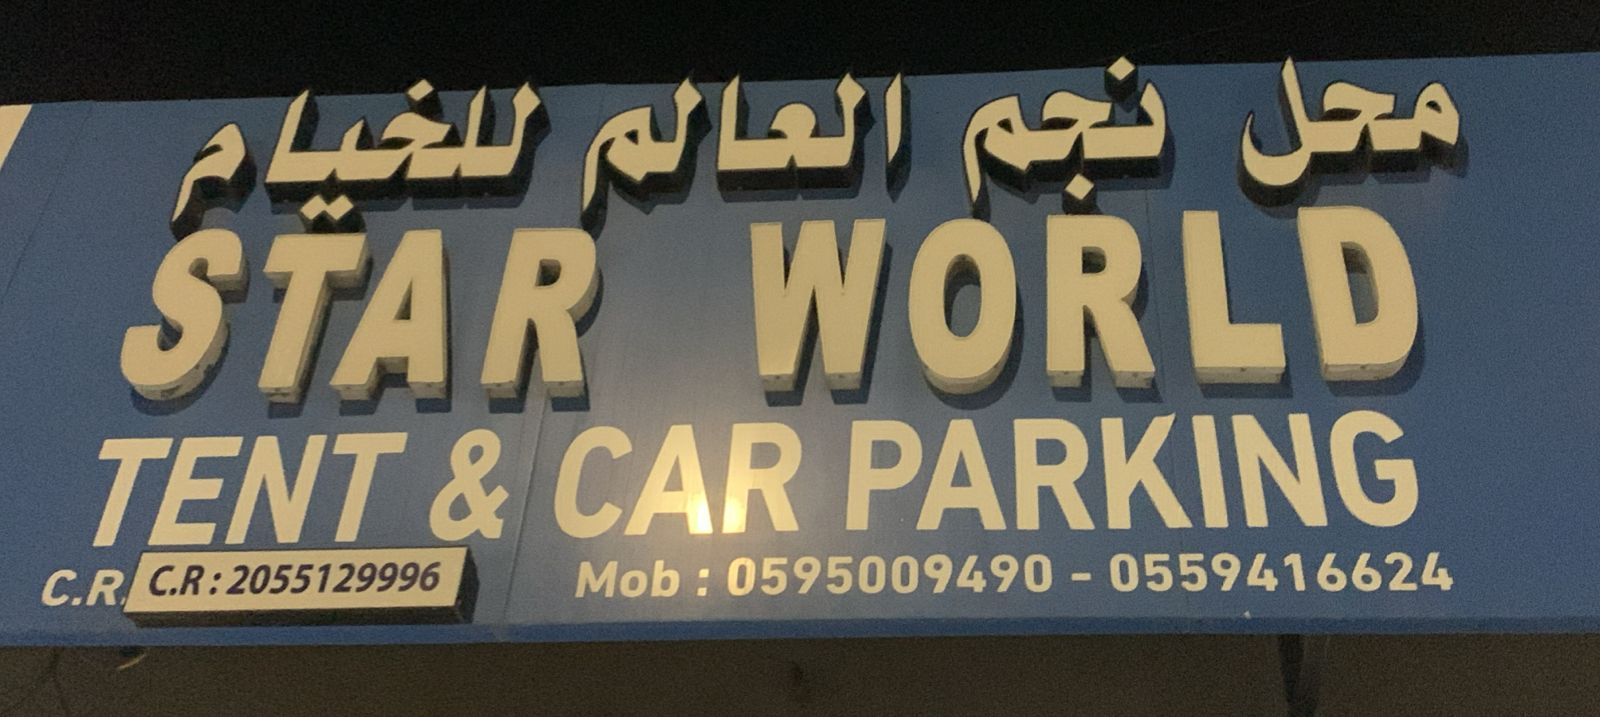 محل نجم العالم للخيام
STAR WORLD
TENT & CAR PARKING
C.R. C.R : 2055129996 Mob : 0595009490 - 0559416624